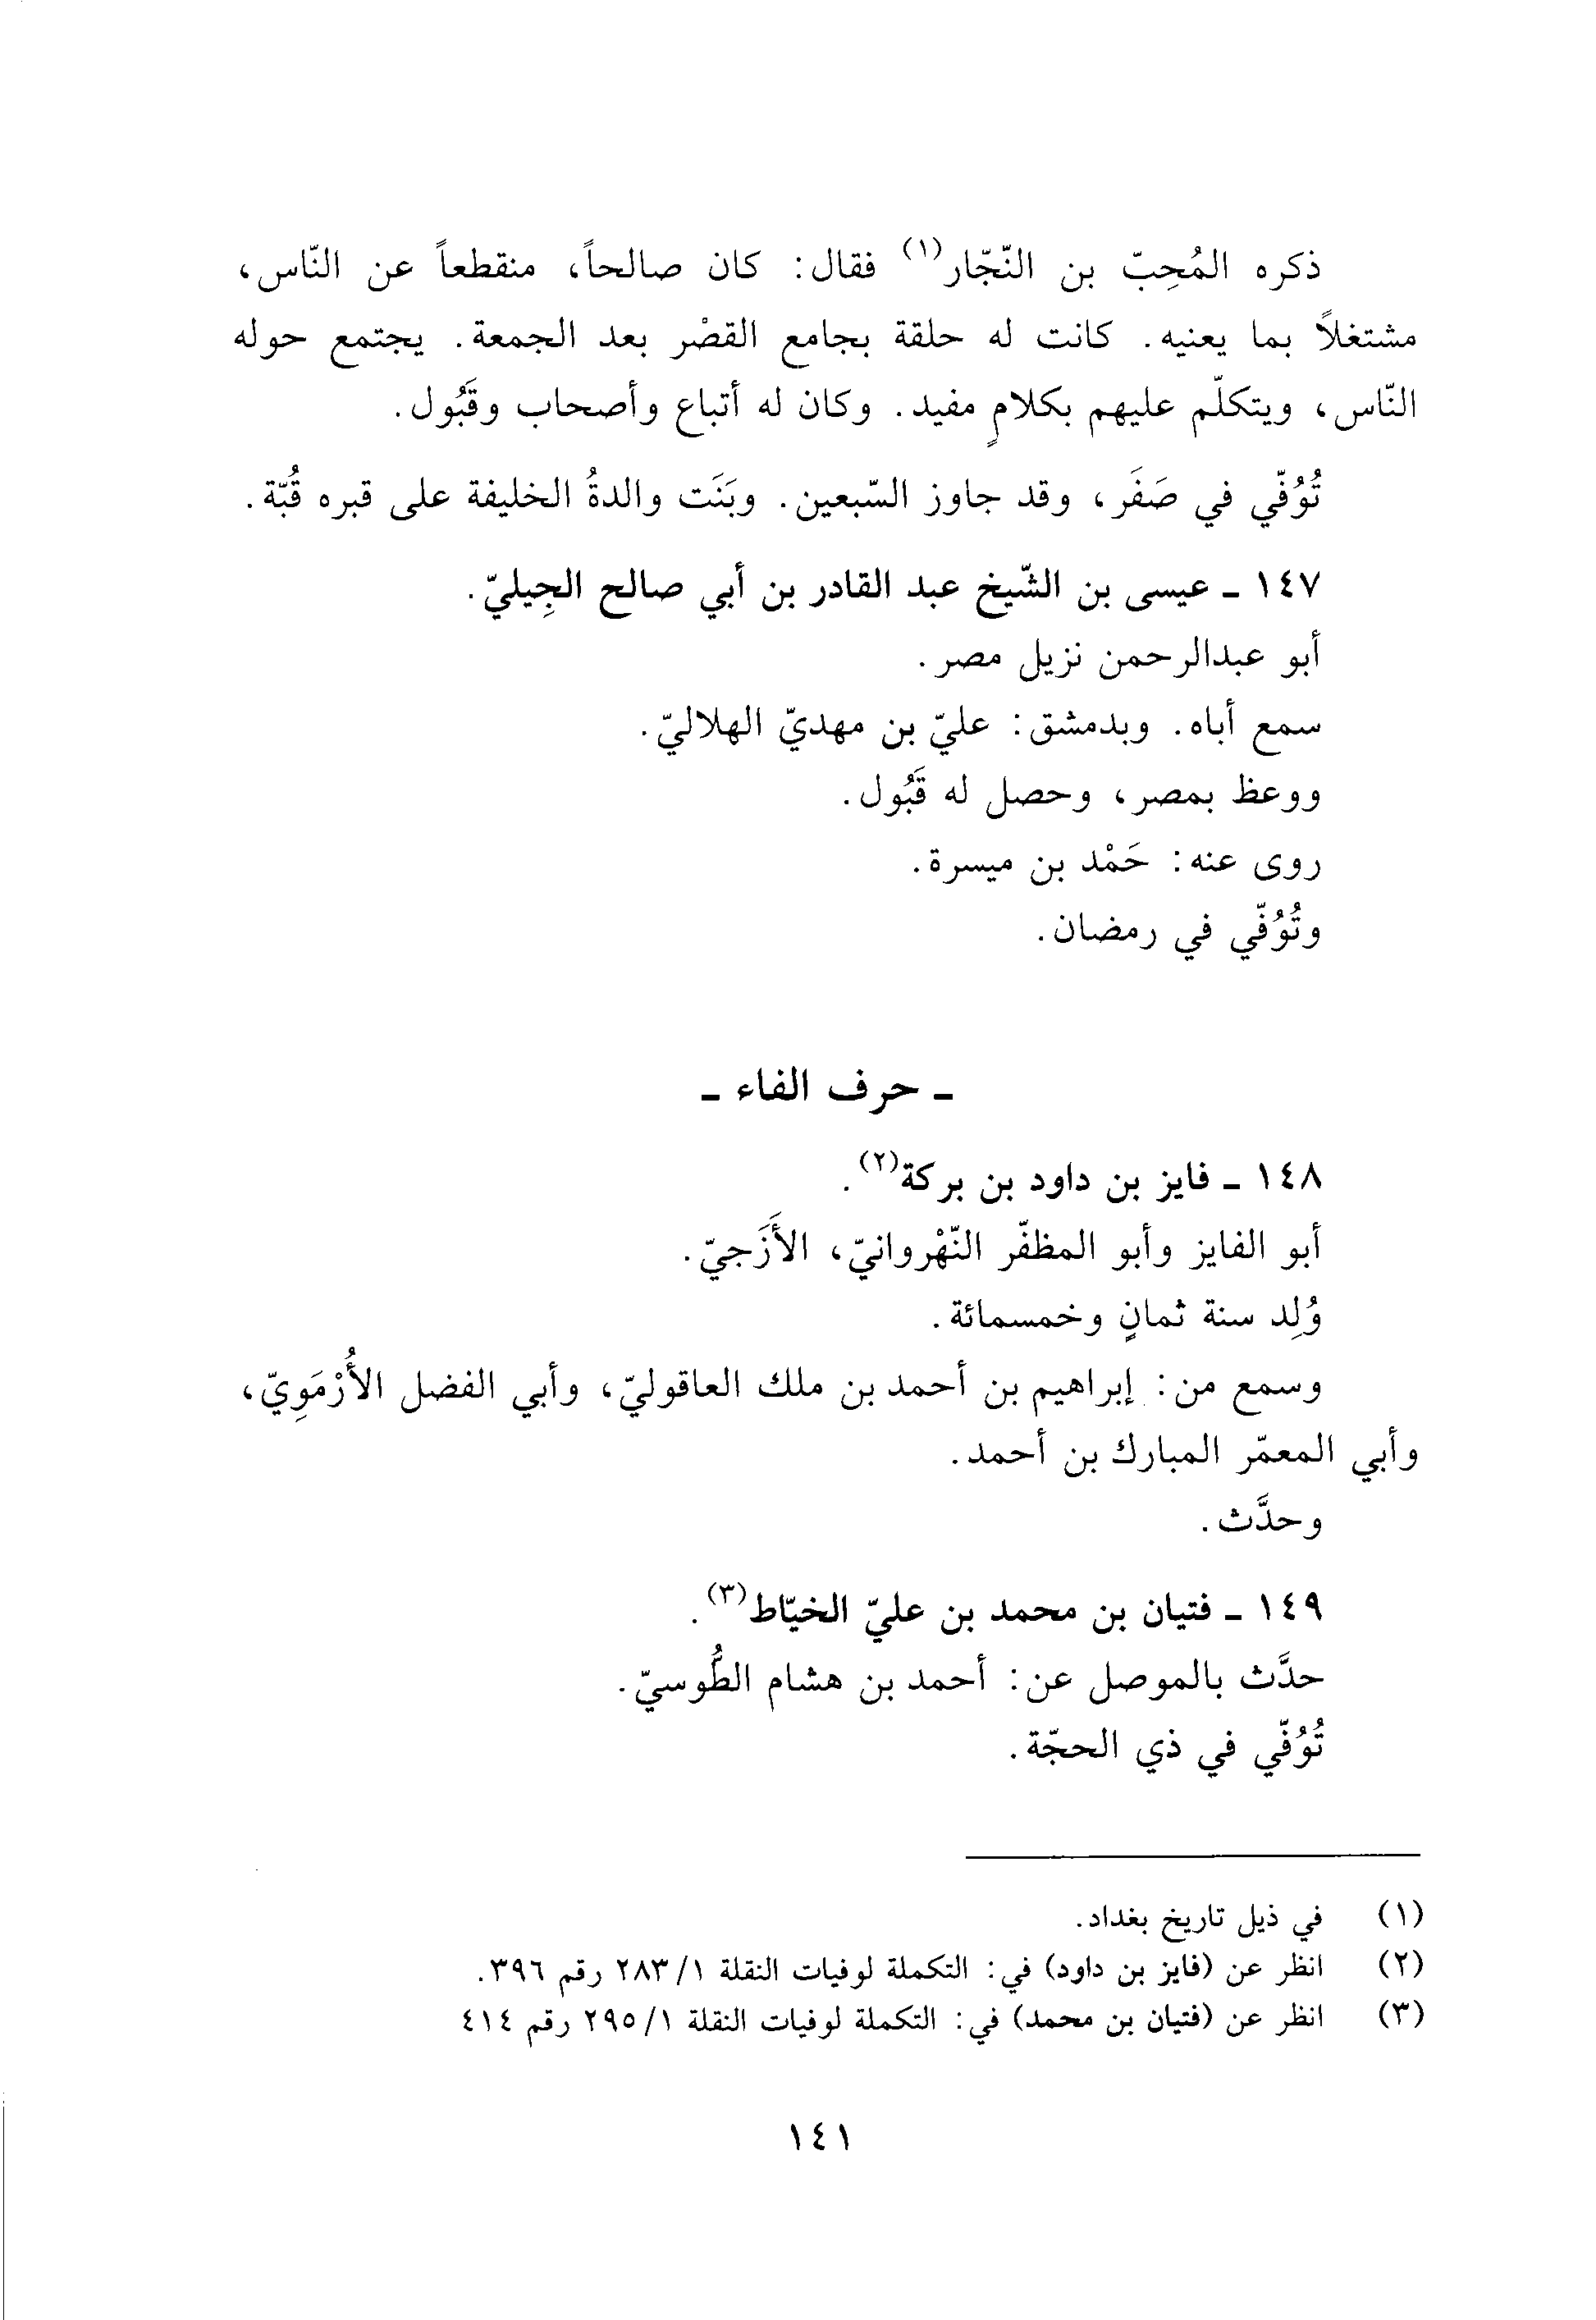 ذكره المُحِبّ بن النّجّار(١) فقال: كان صالحاً، منقطعاً عن النّاس،
مشتغلاً بما يعنيه. كانت له حلقة بجامع القصْر بعد الجمعة. يجتمع حوله
النّاس، ويتكلّم عليهم بكلامٍ مفيد. وكان له أتباع وأصحاب وقَبُول.
تُوُفّي في صَفَر، وقد جاوز السّبعين. وبَنَت والدةُ الخليفة على قبره قُبّة.
١٤٧ ـ عيسى بن الشّيخ عبد القادر بن أبي صالح الجِيليّ.
أبو عبدالرحمن نزيل مصر.
سمع أباه. وبدمشق: عليّ بن مهديّ الهلاليّ.
ووعظ بمصر، وحصل له قَبُول.
روى عنه: حَمْد بن ميسرة.
وتُوُفّي في رمضان.
ـ حرف الفاء ـ
١٤٨ ـ فايز بن داود بن بركة(٢).
أبو الفايز وأبو المظفّر النّهْروانيّ، الأَزَجيّ.
وُلِد سنة ثمانٍ وخمسمائة.
وسمع من: إبراهيم بن أحمد بن ملك العاقوليّ، وأبي الفضل الأُرْمَوِيّ،
وأبي المعمّر المبارك بن أحمد.
وحدَّث.
١٤٩ ـ فتيان بن محمد بن عليّ الخيّاط(٣).
حدَّث بالموصل عن: أحمد بن هشام الطُّوسيّ.
تُوُفّي في ذي الحجّة.
(١) في ذيل تاريخ بغداد.
(٢) انظر عن (فايز بن داود) في: التكملة لوفيات النقلة ١/ ٢٨٣ رقم ٣٩٦.
(٣) انظر عن (فتيان بن محمد) في: التكملة لوفيات النقلة ١/ ٢٩٥ رقم ٤١٤
١٤١